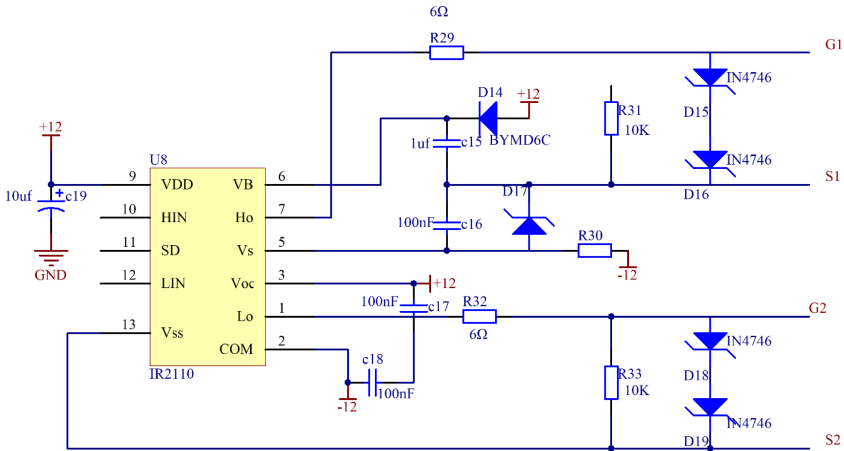 6Ω
R29
G1
IN4746
D15
IN4746
D16
D14
+12
BYMD6C
R31
10K
+12
1uf
c15
U8
9
VDD
VB
6
S1
10uf
c19
D17
10
HIN
Ho
7
100nF
c16
11
SD
Vs
5
R30
-12
GND
12
LIN
Voc
3
+12
100nF
c17
R32
6Ω
G2
Lo
1
13
Vss
IN4746
COM
2
c18
100nF
-12
D18
R33
10K
IR2110
IN4746
D19
S2